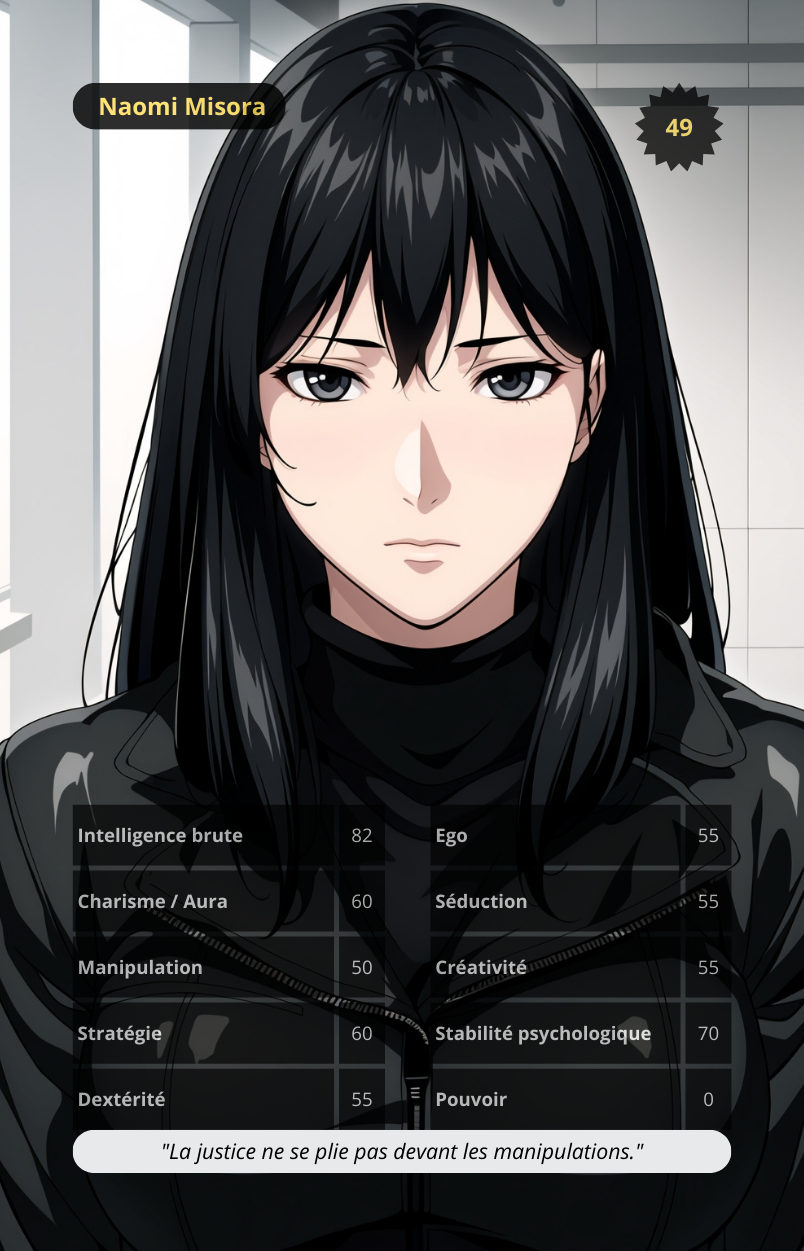 Naomi Misora
49
Intelligence brute 82
Ego 55
Charisme / Aura 60
Séduction 55
Manipulation 50
Créativité 55
Stratégie 60
Stabilité psychologique 70
Dextérité 55
Pouvoir 0
"La justice ne se plie pas devant les manipulations."